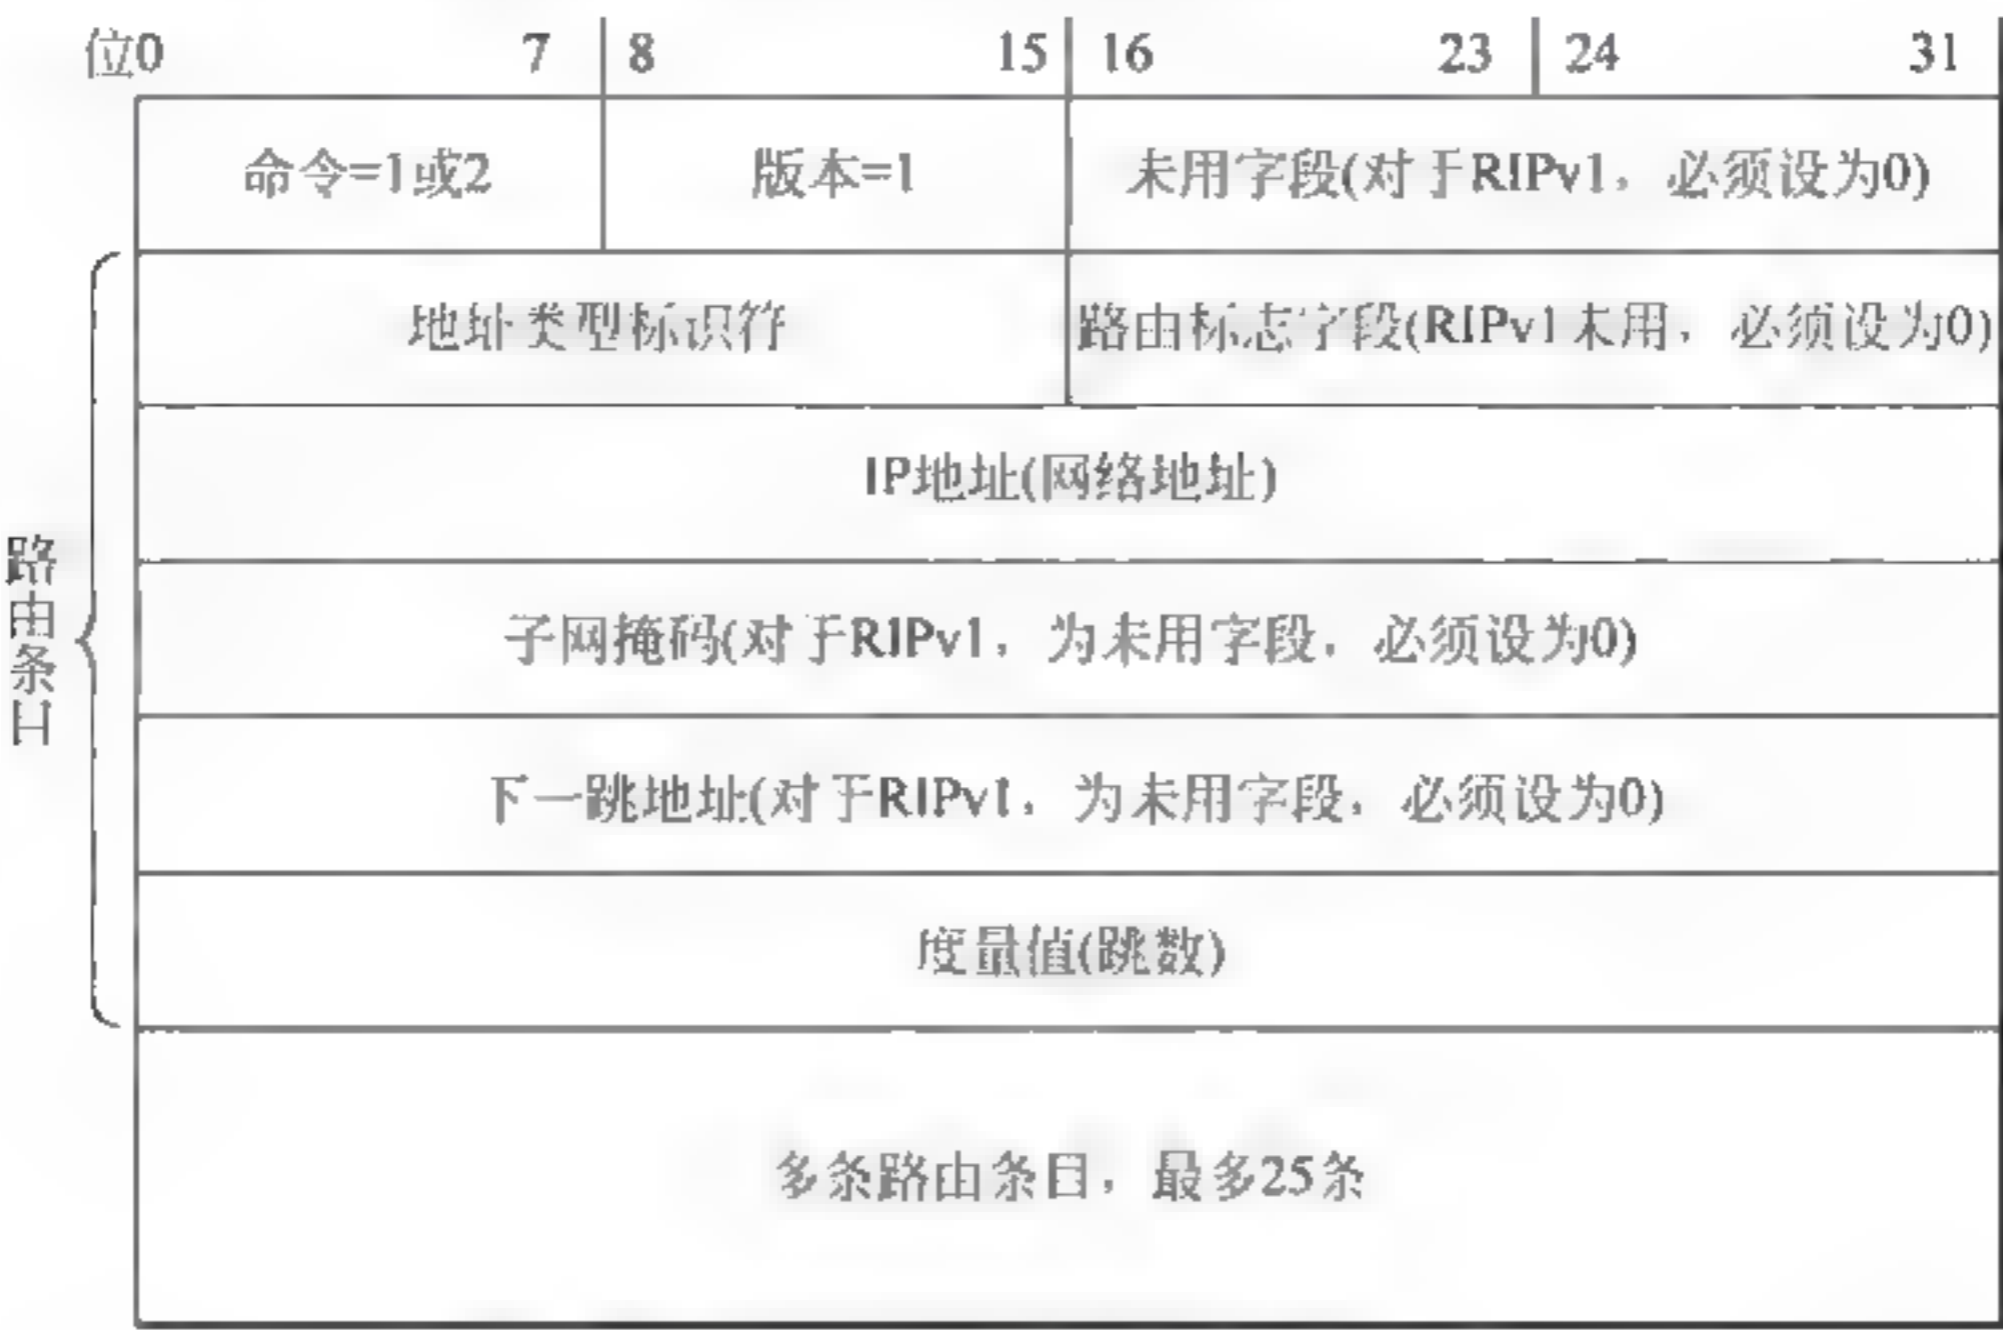 位0 7 8 15 16 23 24 31
命令=1或2 版本=1 未用字段(对于RIPv1，必须设为0)
地址类型标识符 路由标志字段(RIPv1未用，必须设为0)
IP地址(网络地址)
子网掩码(对于RIPv1，为未用字段，必须设为0)
路由条目
下一跳地址(对于RIPv1，为未用字段，必须设为0)
度量值(跳数)
多条路由条目，最多25条